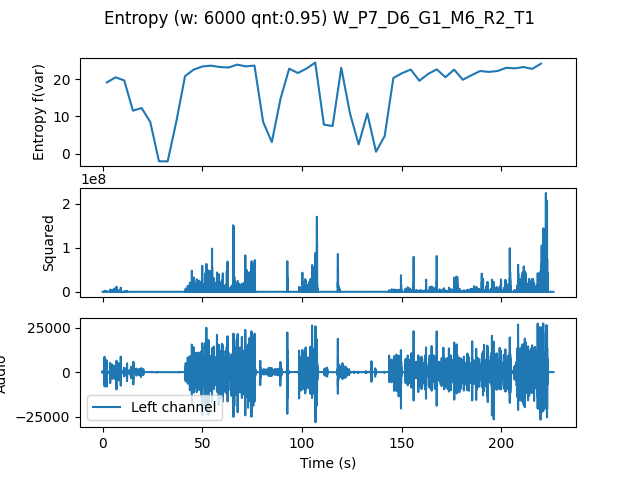 Entropy (w: 6000 qnt:0.95) W_P7_D6_G1_M6_R2_T1
Entropy f(var)
20
10
0
1e8
Squared
2
1
0
Audio
25000
0
−25000
Left channel
0
50
100
150
200
Time (s)